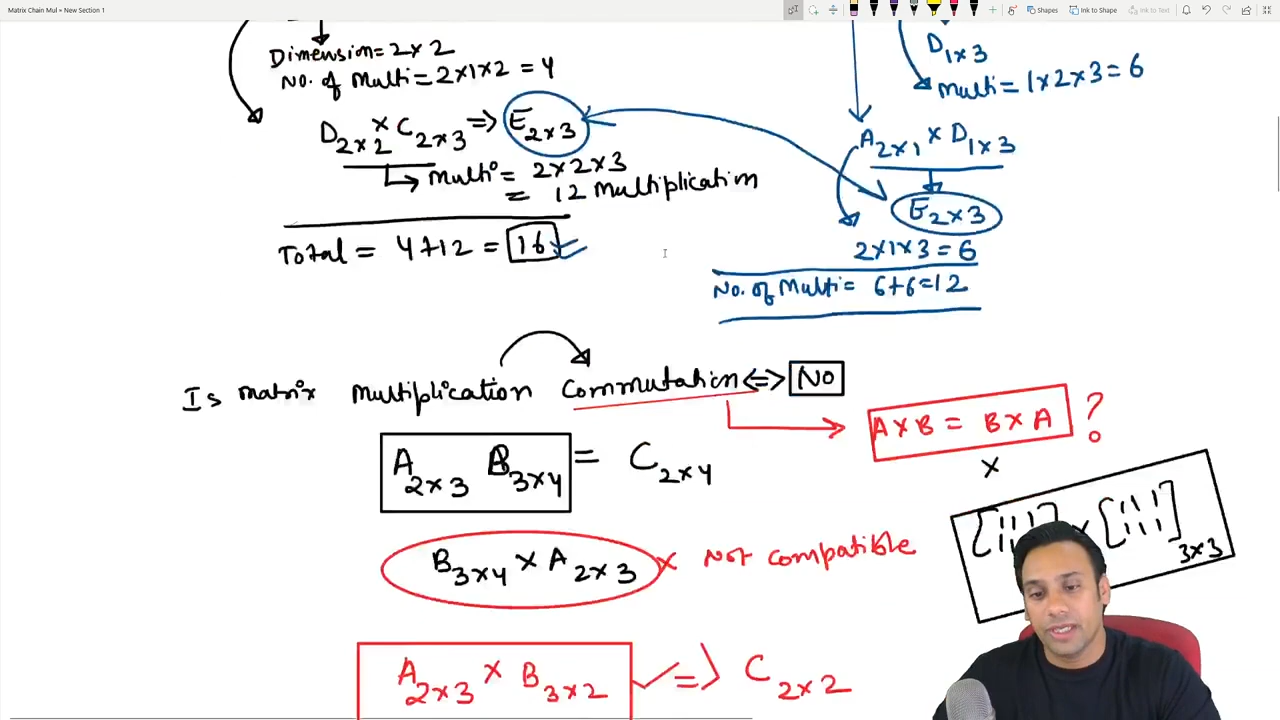 Matrix Chain Mul » New Section 1
Shapes Ink to Shape Ink to Text
Dimension= 2x2
No. of Multi = 2x1x2 = 4
D2x2 x C2x3 => E2x3
Multi = 2x2x3
= 12 Multiplication
Total = 4+12 = 16
D1x3
Multi = 1x2x3 = 6
A2x1 x D1x3
E2x3
2x1x3 = 6
No. of Multi = 6+6=12
Is matrix Multiplication Commutation <=> NO
AxB = BxA ?
x
A2x3 B3x4 = C2x4
3x3
B3x4 x A2x3 x Not compatible
A2x3 x B3x2 => C2x2